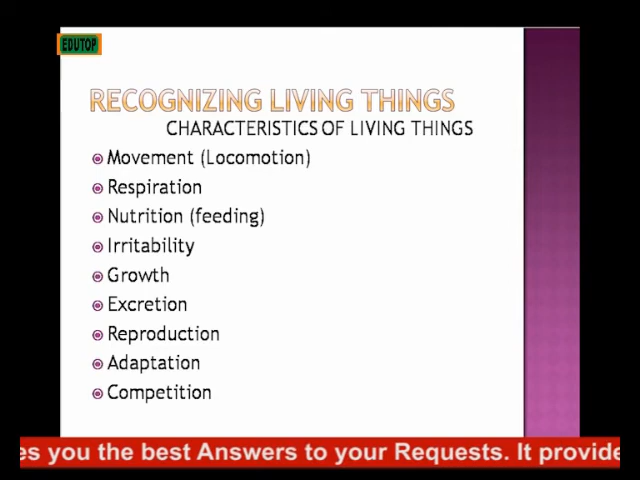 EDUTOP
RECOGNIZING LIVING THINGS
CHARACTERISTICS OF LIVING THINGS
Movement (Locomotion)
Respiration
Nutrition (feeding)
Irritability
Growth
Excretion
Reproduction
Adaptation
Competition
you the best Answers to your Requests. It